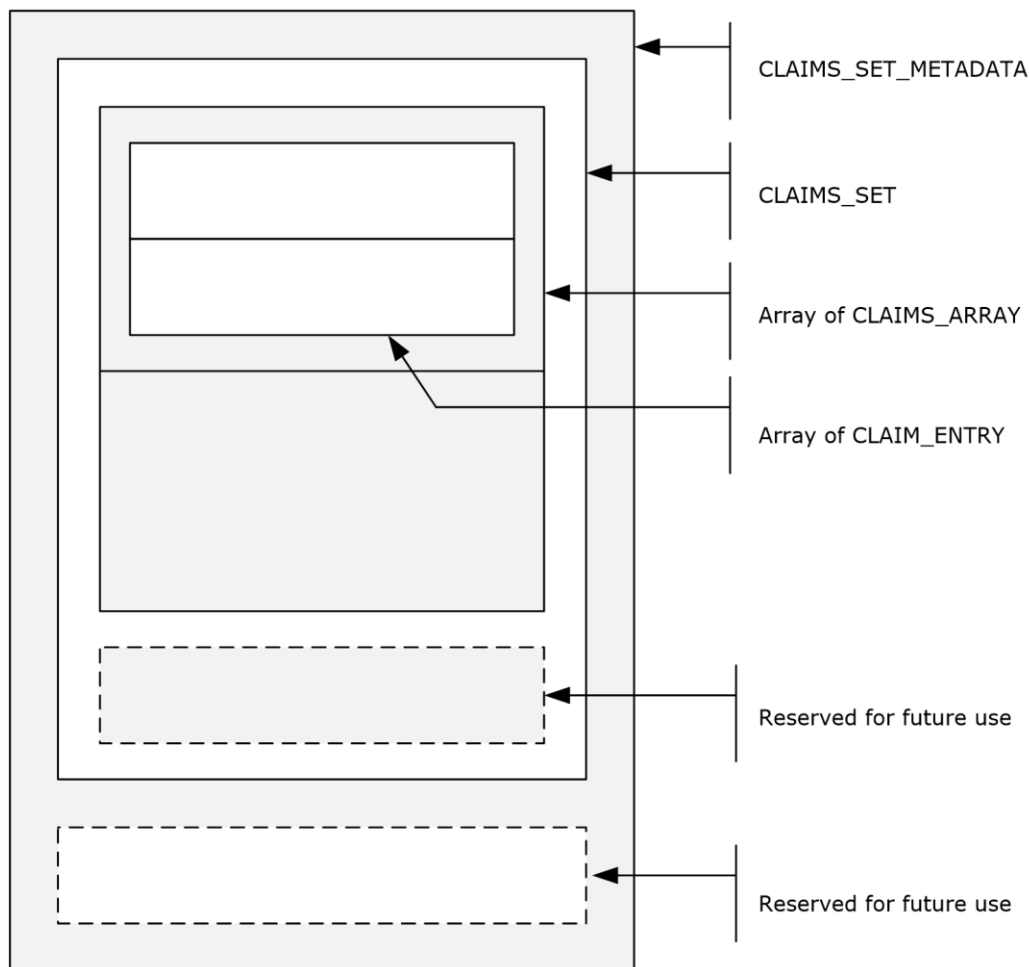 CLAIMS_SET_METADATA
CLAIMS_SET
Array of CLAIMS_ARRAY
Array of CLAIM_ENTRY
Reserved for future use
Reserved for future use